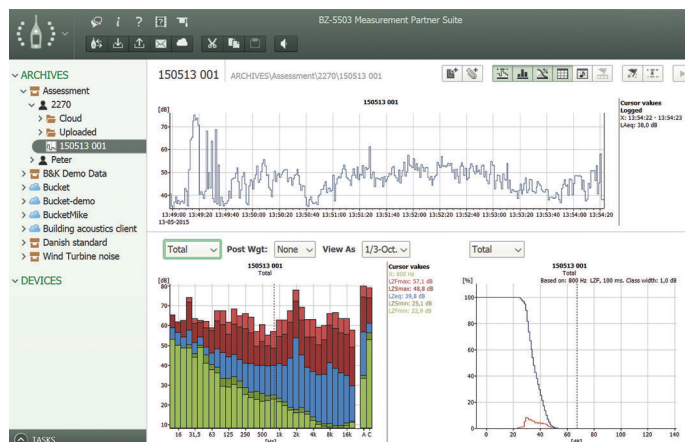 BZ-5503 Measurement Partner Suite
ARCHIVES
Assessment
2270
Cloud
Uploaded
150513 001
Peter
B&K Demo Data
Bucket
Bucket-demo
BucketMike
Building acoustics client
Danish standard
Wind Turbine noise
DEVICES
TASKS
150513 001 ARCHIVES\Assessment\2270\150513 001
150513 001
[dB]
70
60
50
40
13:49:00 13:49:20 13:49:40 13:50:00 13:50:20 13:50:40 13:51:00 13:51:20 13:51:40 13:52:00 13:52:20 13:52:40 13:53:00 13:53:20 13:53:40 13:54:00 13:54:20
13-05-2015
Cursor values
Logged
X: 13:54:22 - 13:54:23
LAeq: 38,0 dB
Total Post Wgt: None View As 1/3-Oct. Total
150513 001
Total
[dB]
80
70
60
50
40
30
20
10
16 31,5 63 125 250 500 1k 2k 4k 8k 16k A C
Cursor values
X: 800 Hz
LZFmax: 57,1 dB
LZSmax: 48,8 dB
LZeq: 39,8 dB
LZSmin: 25,1 dB
LZFmin: 22,8 dB
150513 001
Total
Based on: 800 Hz LZF, 100 ms. Class width: 1,0 dB
[%]
100
80
60
40
20
0
0 20 40 60 80 100 120 140